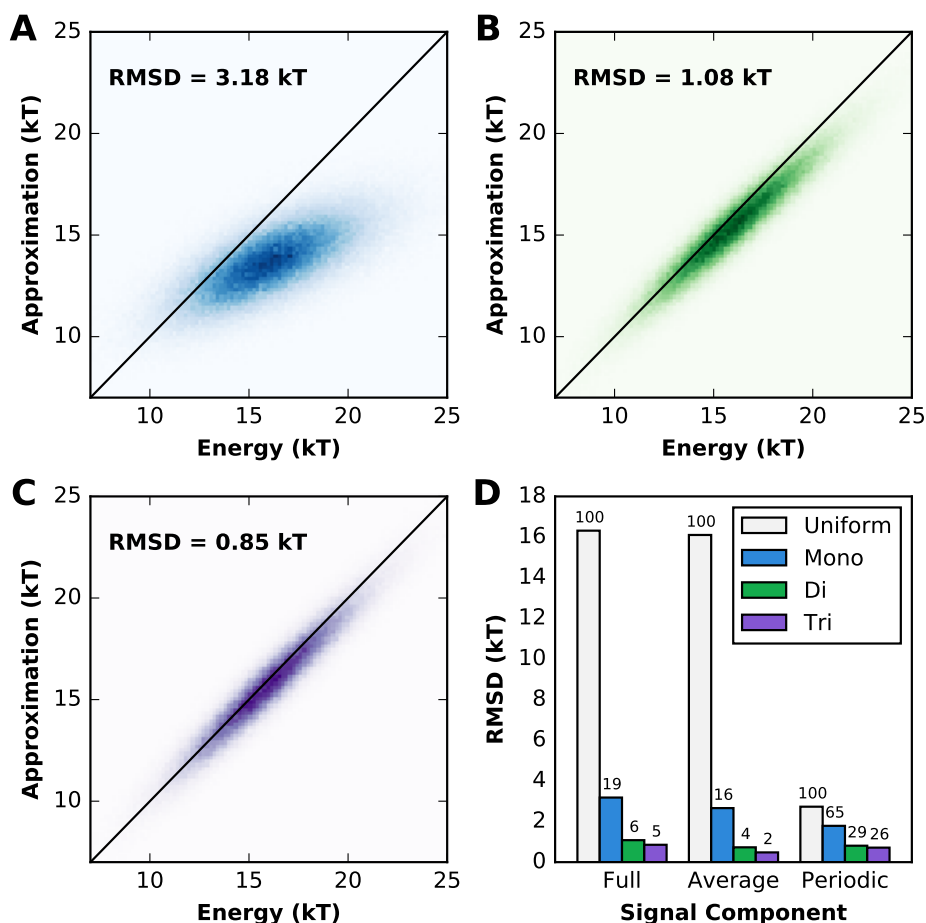 A
RMSD = 3.18 kT
25
20
15
10
10 15 20 25
Approximation (kT)
Energy (kT)
B
RMSD = 1.08 kT
25
20
15
10
10 15 20 25
Approximation (kT)
Energy (kT)
C
RMSD = 0.85 kT
25
20
15
10
10 15 20 25
Approximation (kT)
Energy (kT)
D
18
16
14
12
10
8
6
4
2
0
RMSD (kT)
Uniform
Mono
Di
Tri
100 19 6 5
100 16 4 2
100 65 29 26
Full Average Periodic
Signal Component